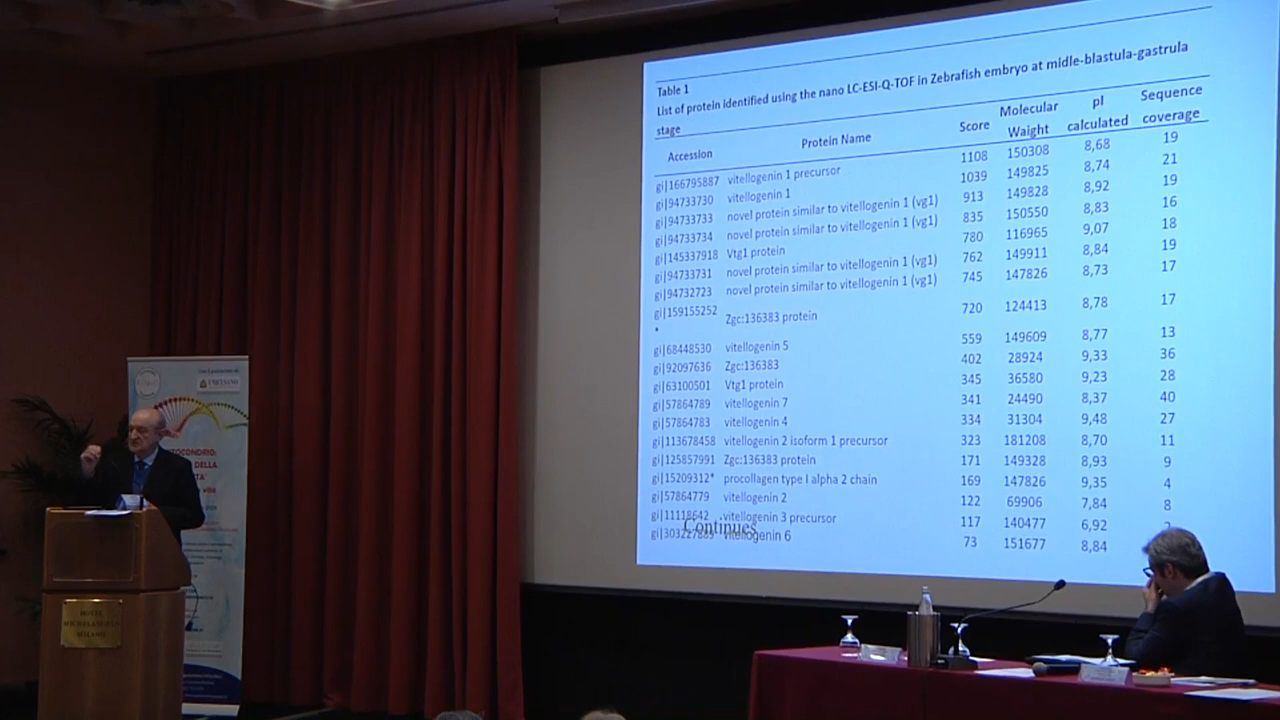 Table 1
List of protein identified using the nano LC-ESI-Q-TOF in Zebrafish embryo at midle-blastula-gastrula
stage
Accession Protein Name Score Molecular Weight pI calculated Sequence coverage
gi|166795887 vitellogenin 1 precursor 1108 150308 8,68 19
gi|94733730 vitellogenin 1 1039 149825 8,74 21
gi|94733733 novel protein similar to vitellogenin 1 (vg1) 913 149828 8,92 19
gi|94733734 novel protein similar to vitellogenin 1 (vg1) 835 150550 8,83 16
gi|145337918 Vtg1 protein 780 116965 9,07 18
gi|94733731 novel protein similar to vitellogenin 1 (vg1) 762 149911 8,84 19
gi|94732723 novel protein similar to vitellogenin 1 (vg1) 745 147826 8,73 17
gi|159155252 * Zgc:136383 protein 720 124413 8,78 17
gi|68448530 vitellogenin 5 559 149609 8,77 13
gi|92097636 Zgc:136383 402 28924 9,33 36
gi|63100501 Vtg1 protein 345 36580 9,23 28
gi|57864789 vitellogenin 7 341 24490 8,37 40
gi|57864783 vitellogenin 4 334 31304 9,48 27
gi|113678458 vitellogenin 2 isoform 1 precursor 323 181208 8,70 11
gi|125857991 Zgc:136383 protein 171 149328 8,93 9
gi|15209312* procollagen type I alpha 2 chain 169 147826 9,35 4
gi|57864779 vitellogenin 2 122 69906 7,84 8
gi|11118642 vitellogenin 3 precursor 117 140477 6,92
vitellogenin 6 73 151677 8,84
Continues
DELLA
HOTEL
MICHELANGELO
MILANO